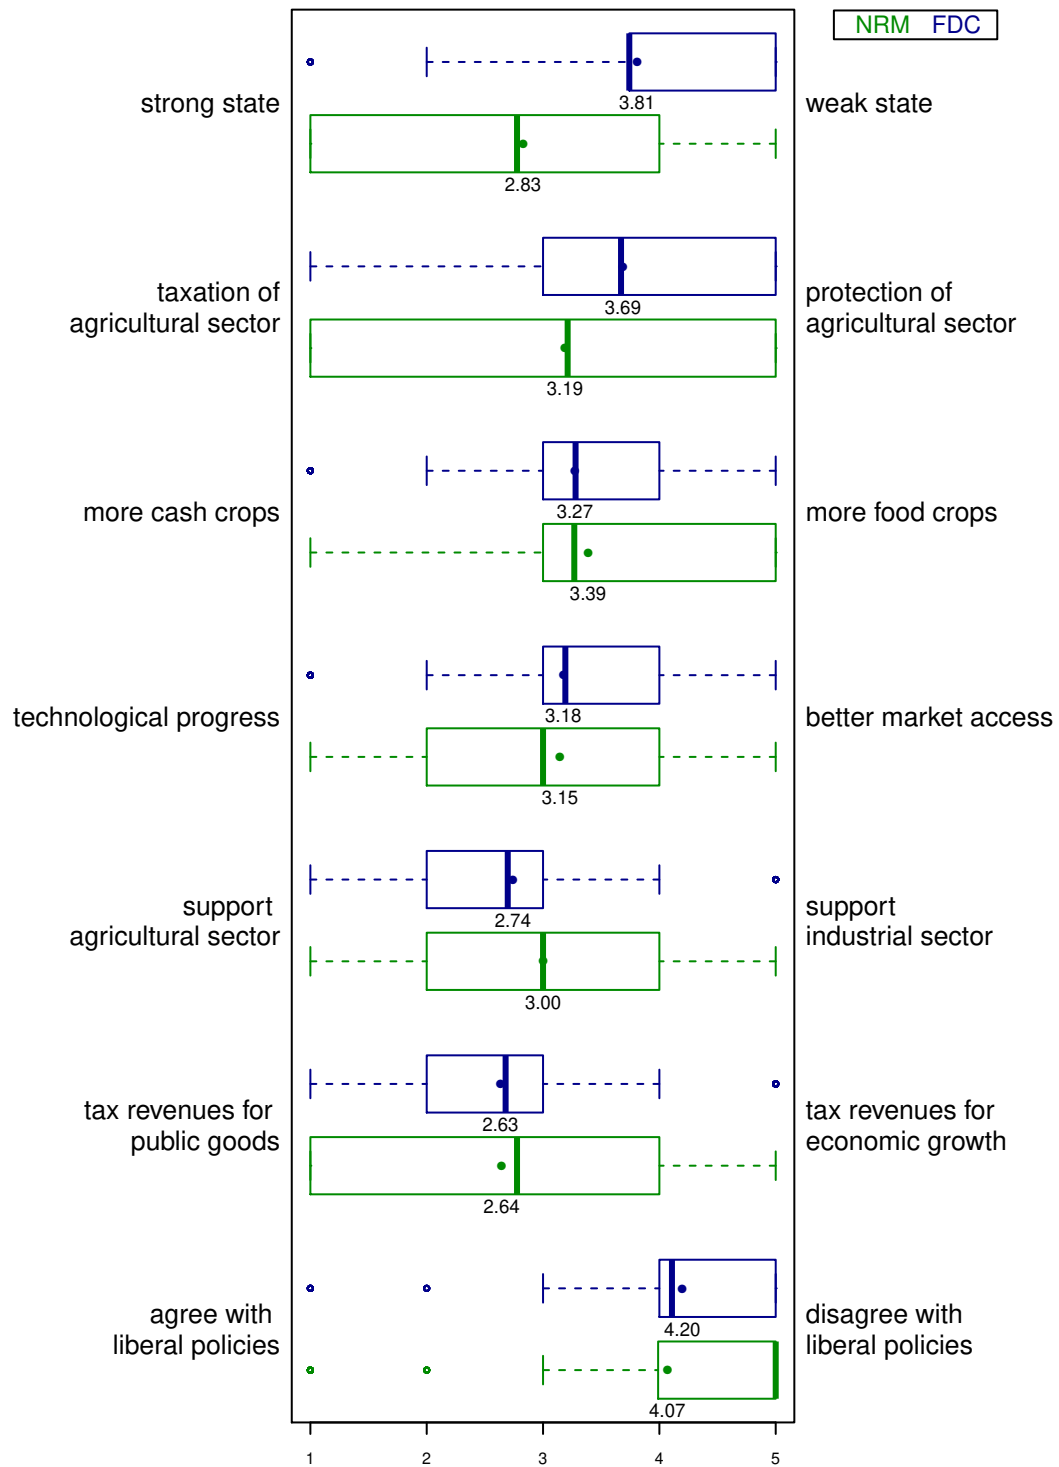 NRM FDC
3.81
strong state
weak state
2.83
taxation of
agricultural sector
protection of
agricultural sector
3.69
3.19
3.27
more cash crops
more food crops
3.39
technological progress
better market access
3.18
3.15
support
agricultural sector
support
industrial sector
2.74
3.00
tax revenues for
public goods
tax revenues for
economic growth
2.63
2.64
agree with
liberal policies
disagree with
liberal policies
4.20
4.07
1 2 3 4 5